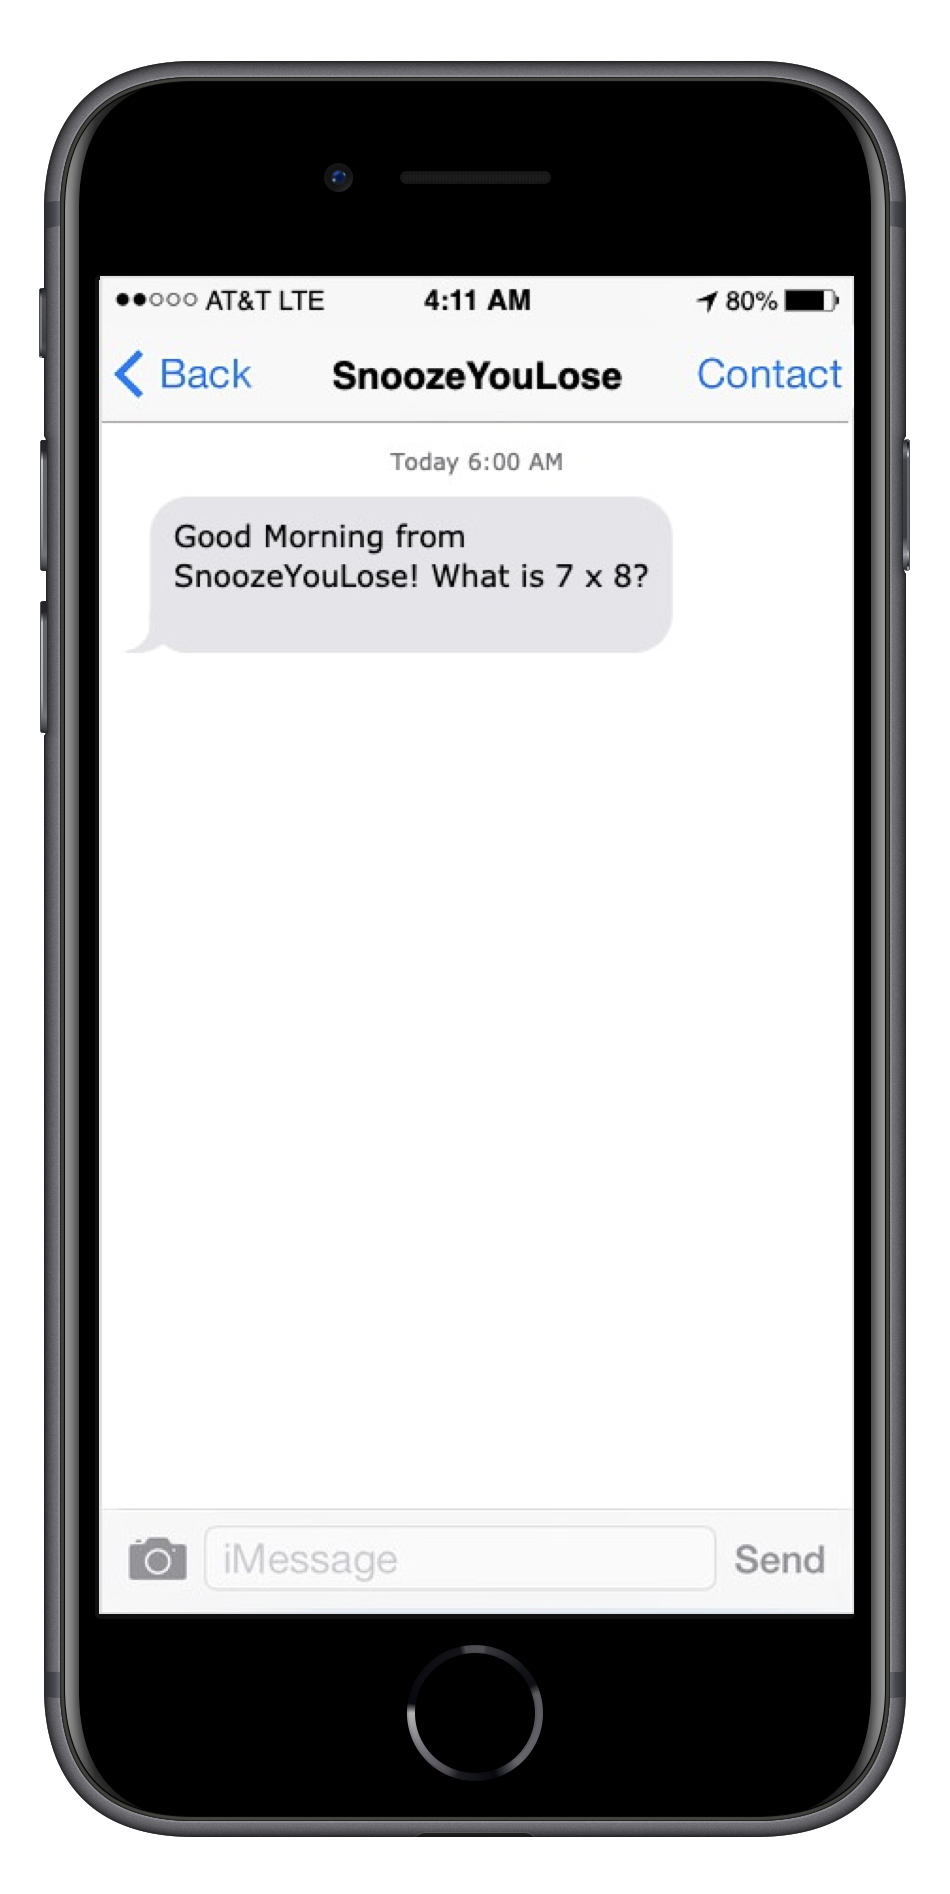 ●●○○○ AT&T LTE 4:11 AM 80%
Back SnoozeYouLose Contact
Today 6:00 AM
Good Morning from
SnoozeYouLose! What is 7 x 8?
iMessage Send